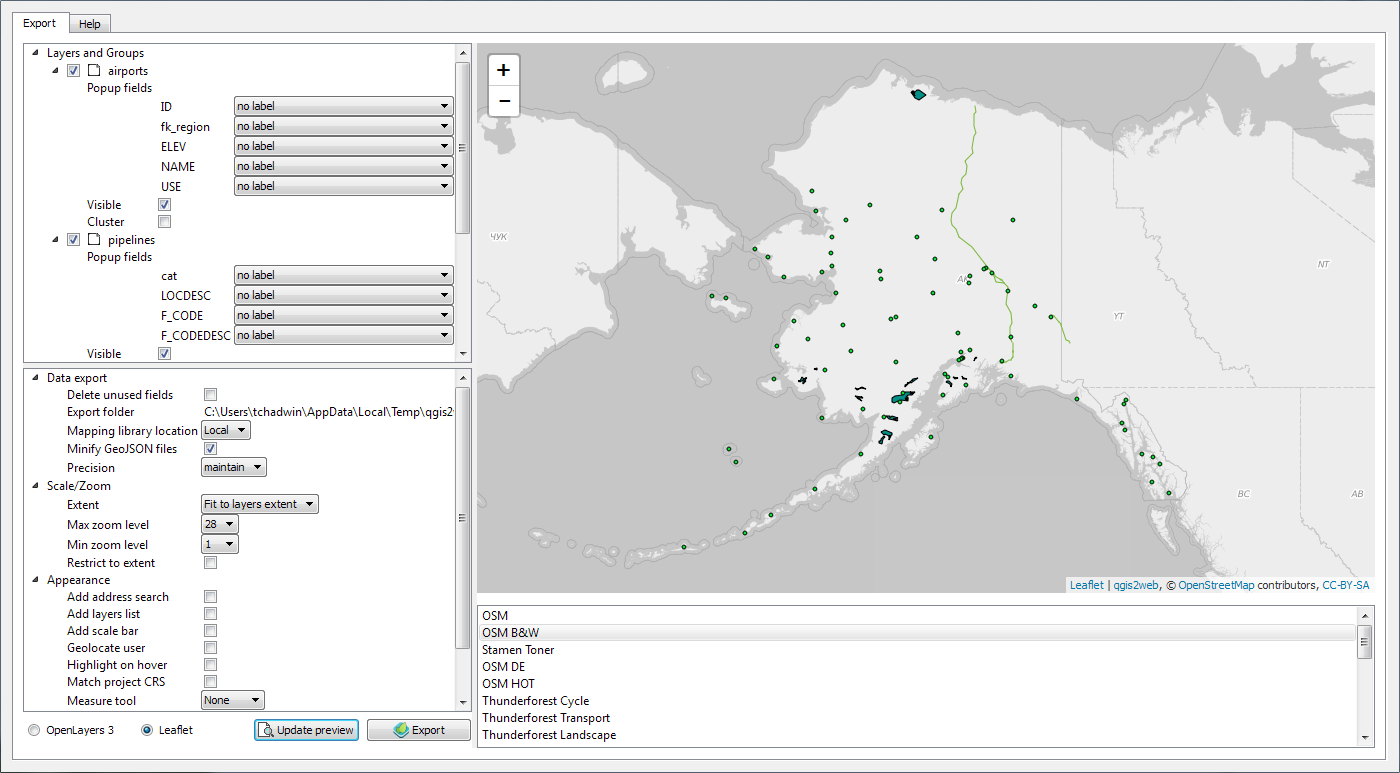 Export Help
Layers and Groups
airports
Popup fields
ID no label
fk_region no label
ELEV no label
NAME no label
USE no label
Visible
Cluster
pipelines
Popup fields
cat no label
LOCDESC no label
F_CODE no label
F_CODEDESC no label
Visible
Data export
Delete unused fields
Export folder C:\Users\tchadwin\AppData\Local\Temp\qgis2
Mapping library location Local
Minify GeoJSON files
Precision maintain
Scale/Zoom
Extent Fit to layers extent
Max zoom level 28
Min zoom level 1
Restrict to extent
Appearance
Add address search
Add layers list
Add scale bar
Geolocate user
Highlight on hover
Match project CRS
Measure tool None
OpenLayers 3 Leaflet Update preview Export
+
−
ЧУК
AK
NT
YT
BC
AB
Leaflet | qgis2web, © OpenStreetMap contributors, CC-BY-SA
OSM
OSM B&W
Stamen Toner
OSM DE
OSM HOT
Thunderforest Cycle
Thunderforest Transport
Thunderforest Landscape